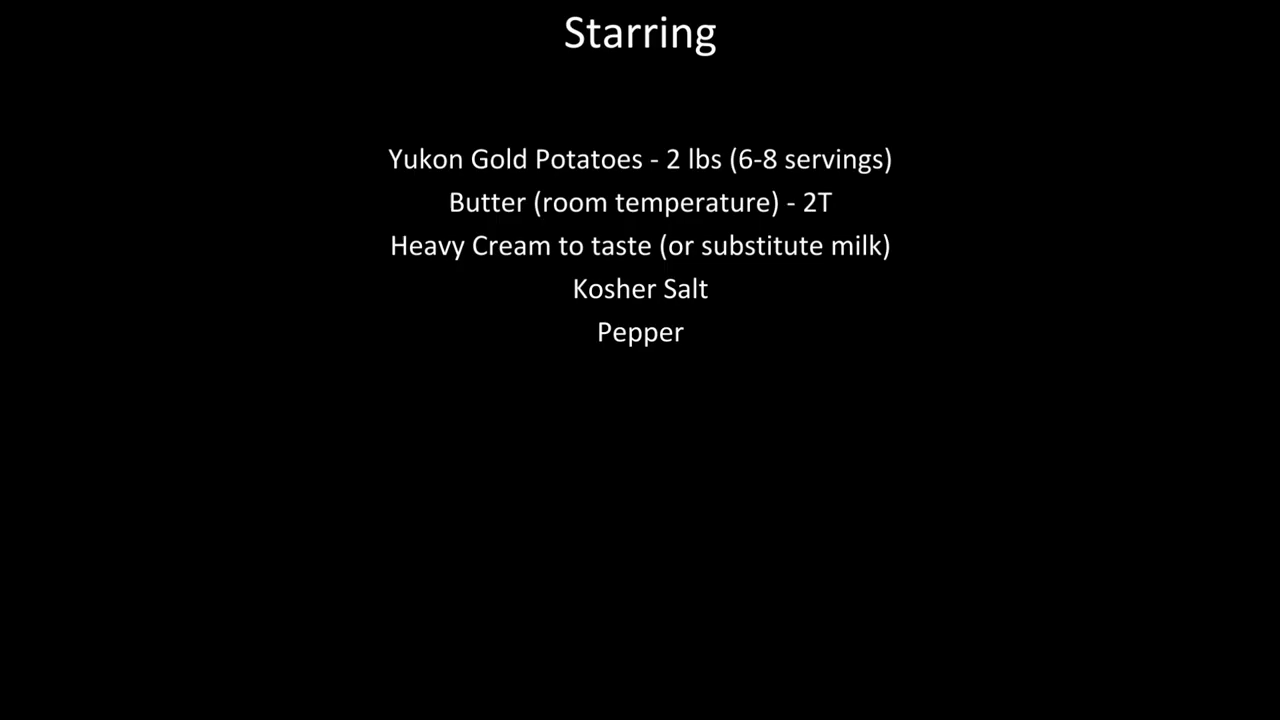 Starring
Yukon Gold Potatoes - 2 lbs (6-8 servings)
Butter (room temperature) - 2T
Heavy Cream to taste (or substitute milk)
Kosher Salt
Pepper